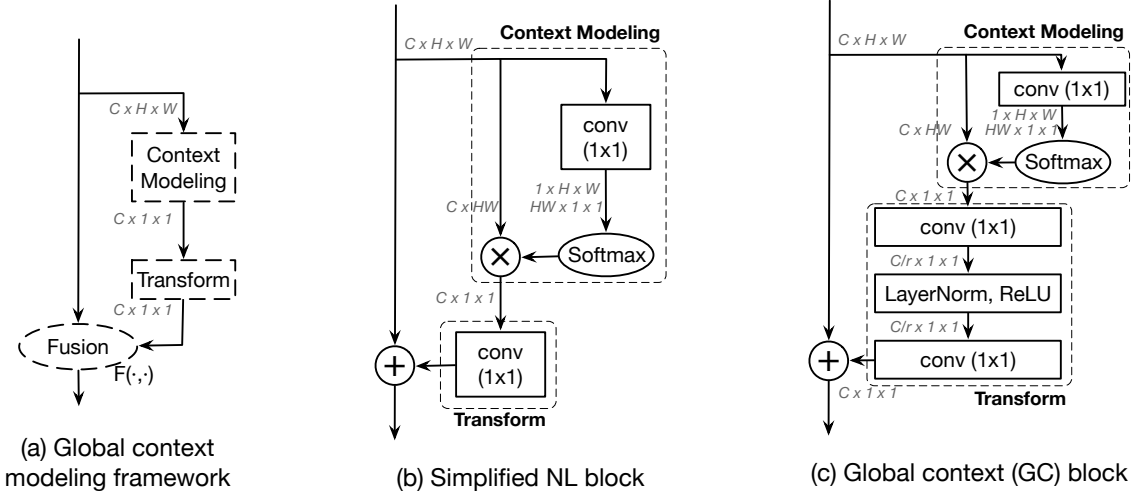 C x H x W
Context
Modeling
C x 1 x 1
Transform
C x 1 x 1
Fusion
F(·,·)
(a) Global context
modeling framework
Context Modeling
C x H x W
conv
(1x1)
1 x H x W
HW x 1 x 1
C x HW
×
Softmax
C x 1 x 1
conv
(1x1)
+
Transform
(b) Simplified NL block
Context Modeling
C x H x W
conv (1x1)
1 x H x W
HW x 1 x 1
C x HW
×
Softmax
C x 1 x 1
conv (1x1)
C/r x 1 x 1
LayerNorm, ReLU
C/r x 1 x 1
conv (1x1)
+
C x 1 x 1
Transform
(c) Global context (GC) block